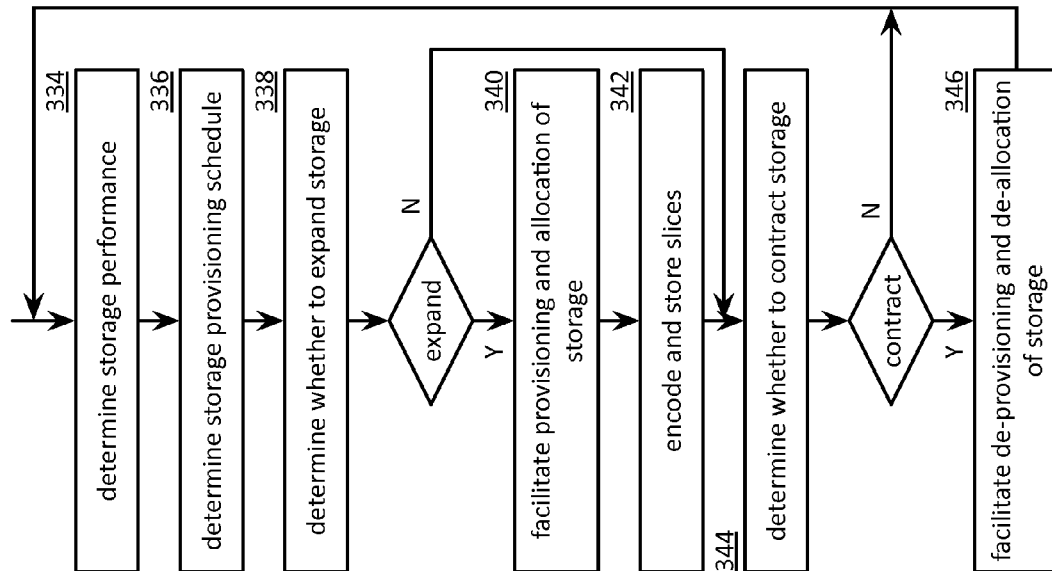 334
determine storage performance
336
determine storage provisioning schedule
338
determine whether to expand storage
expand
N
Y
340
facilitate provisioning and allocation of
storage
342
encode and store slices
344
determine whether to contract storage
contract
N
Y
346
facilitate de-provisioning and de-allocation
of storage